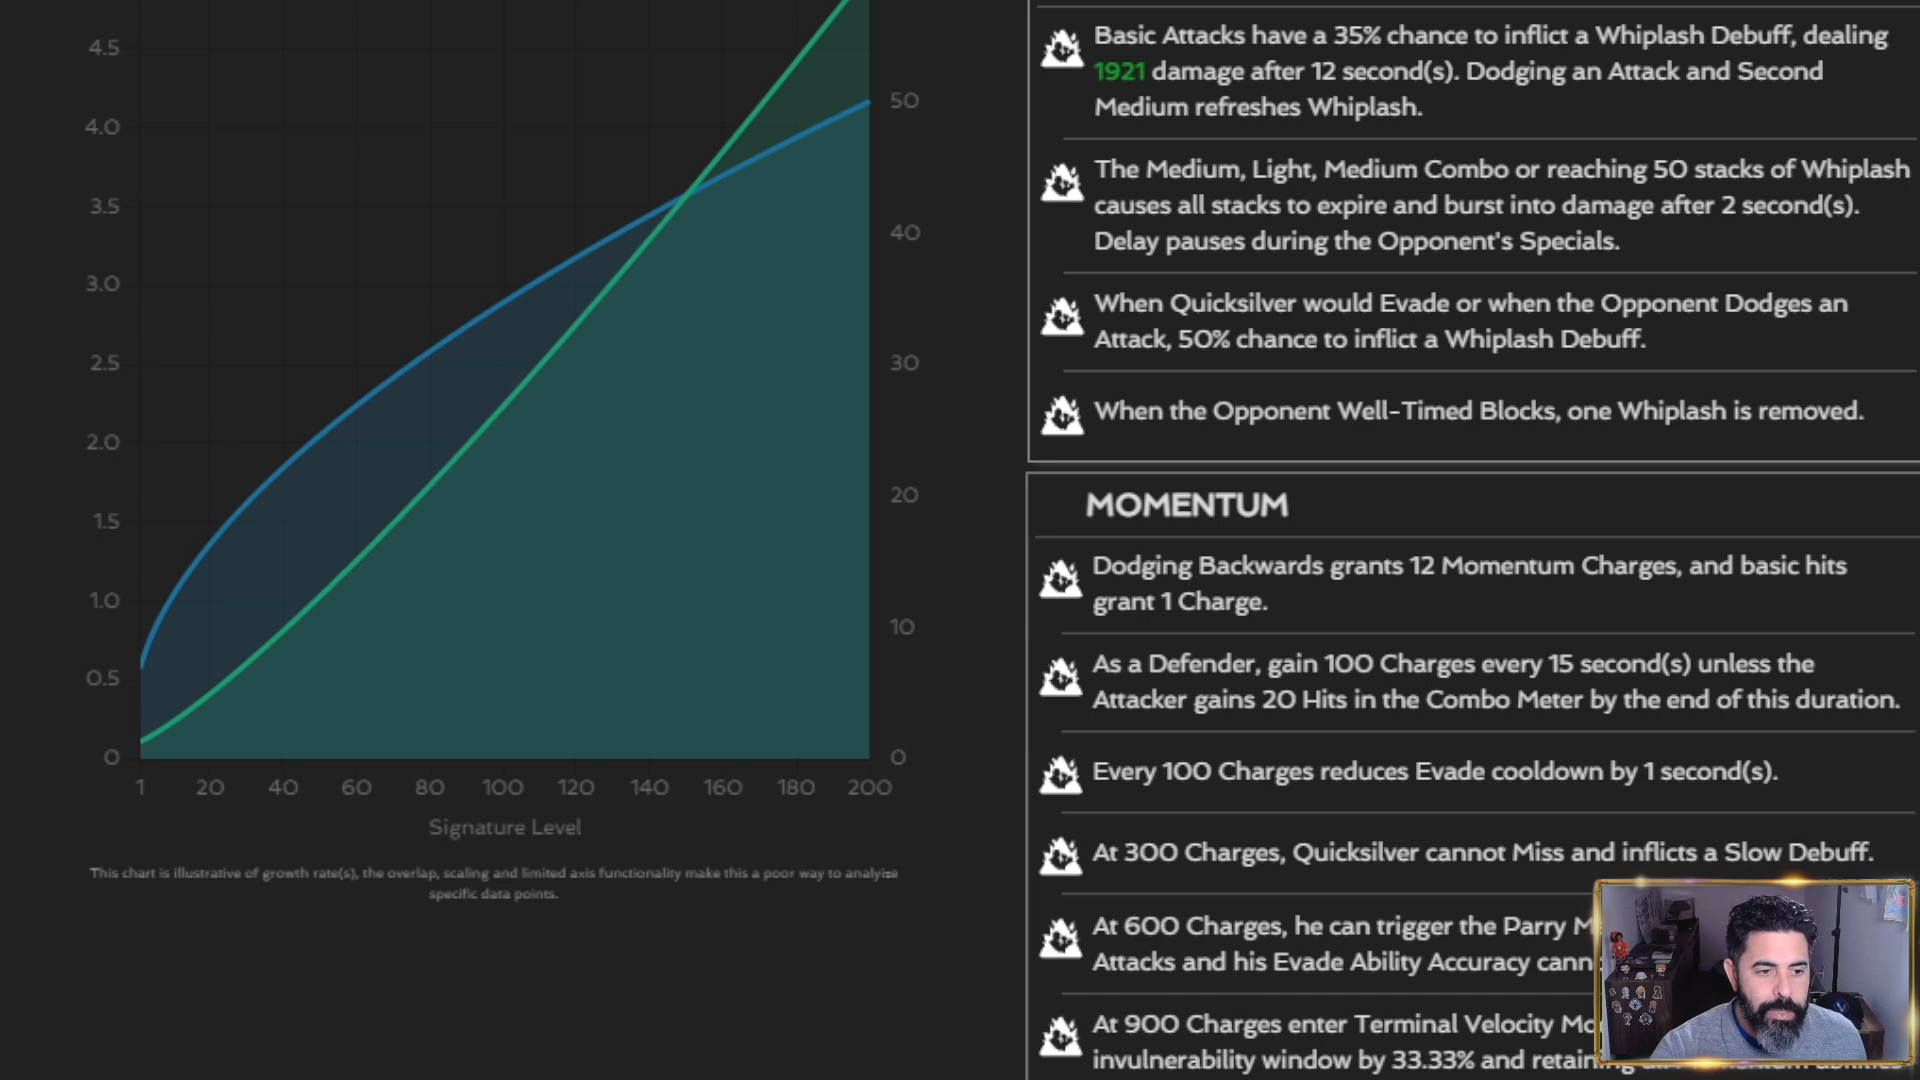 4.5
4.0
3.5
3.0
2.5
2.0
1.5
1.0
0.5
0
50
40
30
20
10
0
1 20 40 60 80 100 120 140 160 180 200
Signature Level
This chart is illustrative of growth rate(s), the overlap, scaling and limited axis functionality make this a poor way to analyize
specific data points.
Basic Attacks have a 35% chance to inflict a Whiplash Debuff, dealing
1921 damage after 12 second(s). Dodging an Attack and Second
Medium refreshes Whiplash.
The Medium, Light, Medium Combo or reaching 50 stacks of Whiplash
causes all stacks to expire and burst into damage after 2 second(s).
Delay pauses during the Opponent's Specials.
When Quicksilver would Evade or when the Opponent Dodges an
Attack, 50% chance to inflict a Whiplash Debuff.
When the Opponent Well-Timed Blocks, one Whiplash is removed.
MOMENTUM
Dodging Backwards grants 12 Momentum Charges, and basic hits
grant 1 Charge.
As a Defender, gain 100 Charges every 15 second(s) unless the
Attacker gains 20 Hits in the Combo Meter by the end of this duration.
Every 100 Charges reduces Evade cooldown by 1 second(s).
At 300 Charges, Quicksilver cannot Miss and inflicts a Slow Debuff.
At 600 Charges, he can trigger the Parry
Attacks and his Evade Ability Accuracy
At 900 Charges enter Terminal Velocity
invulnerability window by 33.33% and